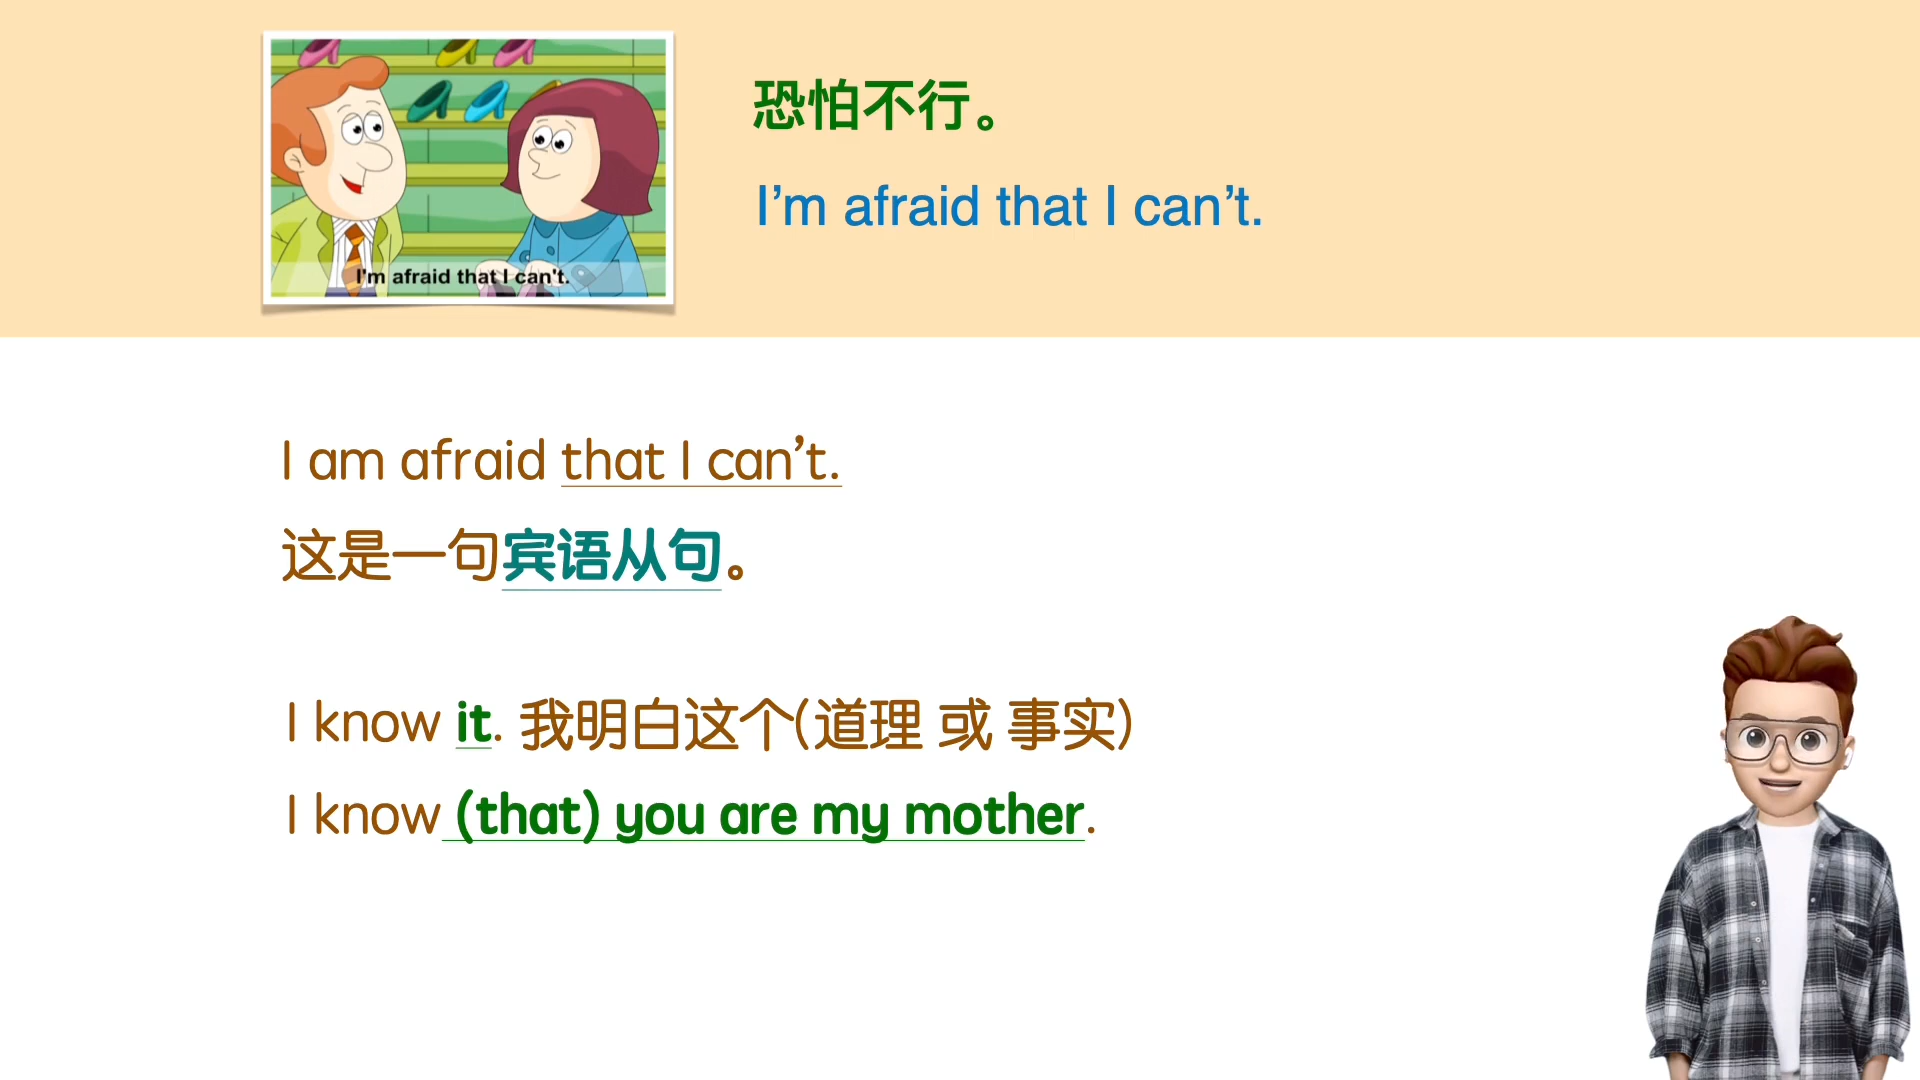 恐怕不行。
I’m afraid that I can’t.
I'm afraid that I can't.
I am afraid that I can’t.
这是一句宾语从句。
I know it. 我明白这个(道理 或 事实)
I know (that) you are my mother.